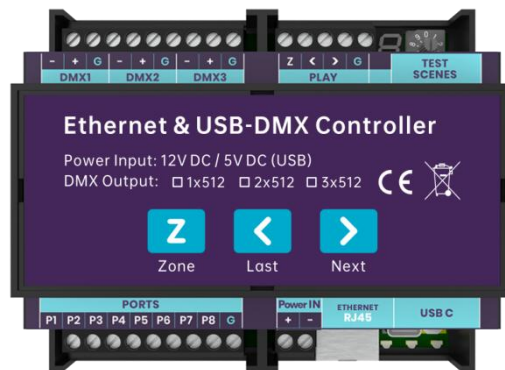 - + G - + G - + G
DMX1 DMX2 DMX3
Z < > G
PLAY
TEST
SCENES
Ethernet & USB-DMX Controller
Power Input: 12V DC / 5V DC (USB)
DMX Output: 1x512 2x512 3x512 CE
Z < >
Zone Last Next
PORTS
P1 P2 P3 P4 P5 P6 P7 P8 G
Power IN
+ -
ETHERNET
RJ45
USB C